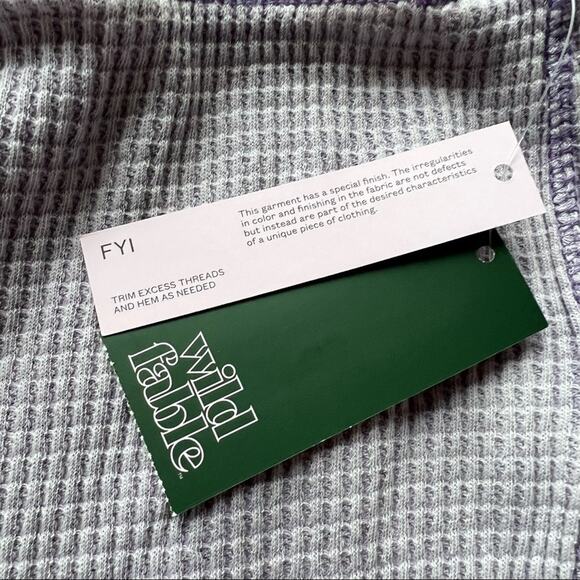 FYI
This garment has a special finish. The irregularities
in color and finishing in the fabric are not defects
but instead are part of the desired characteristics
of a unique piece of clothing.
TRIM EXCESS THREADS
AND HEM AS NEEDED
wild
fable™